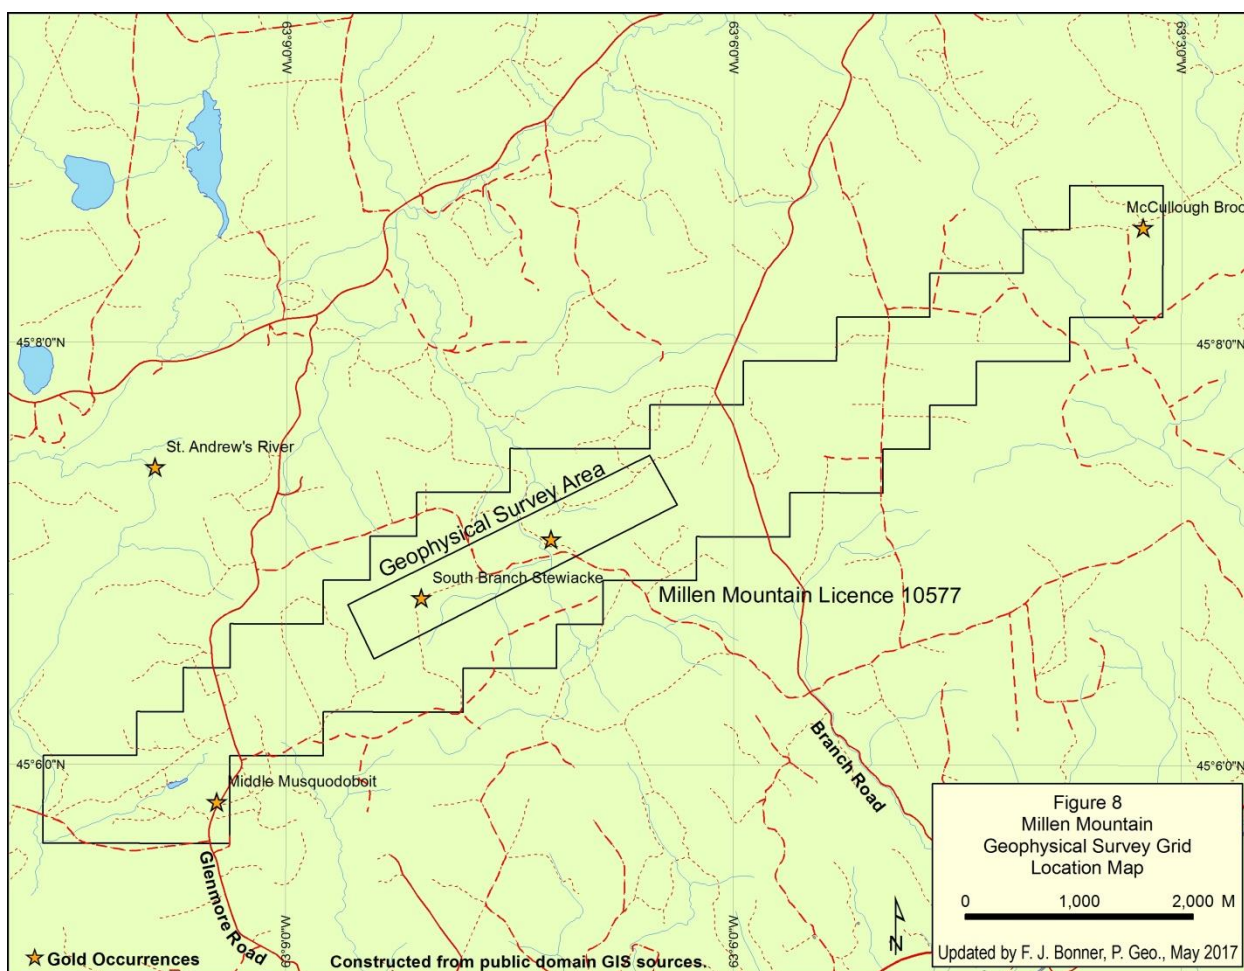 63°9'0"W
63°6'0"W
63°3'0"W
McCullough Broo
45°8'0"N
45°8'0"N
St. Andrew's River
Geophysical Survey Area
South Branch Stewiacke
Millen Mountain Licence 10577
45°6'0"N
45°6'0"N
Middle Musquodoboit
Branch Road
Glenmore Road
63°9'0"W
63°6'0"W
Figure 8
Millen Mountain
Geophysical Survey Grid
Location Map
0 1,000 2,000 M
N
Updated by F. J. Bonner, P. Geo., May 2017
Gold Occurrences
Constructed from public domain GIS sources.